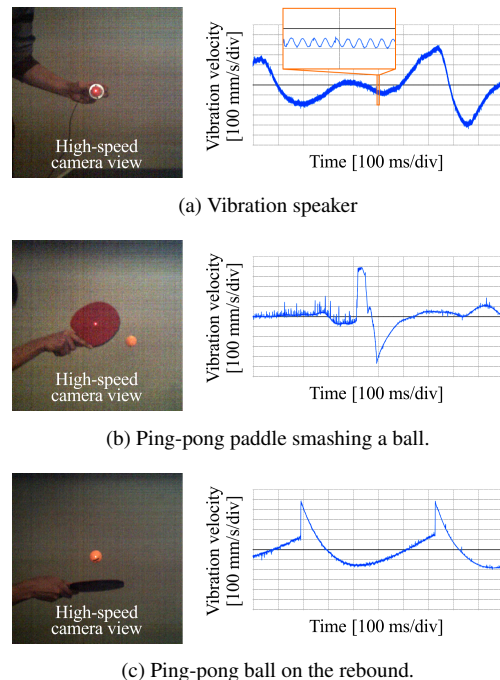 High-speed
camera view
Vibration velocity
[100 mm/s/div]
Time [100 ms/div]
(a) Vibration speaker
High-speed
camera view
Vibration velocity
[100 mm/s/div]
Time [100 ms/div]
(b) Ping-pong paddle smashing a ball.
High-speed
camera view
Vibration velocity
[100 mm/s/div]
Time [100 ms/div]
(c) Ping-pong ball on the rebound.